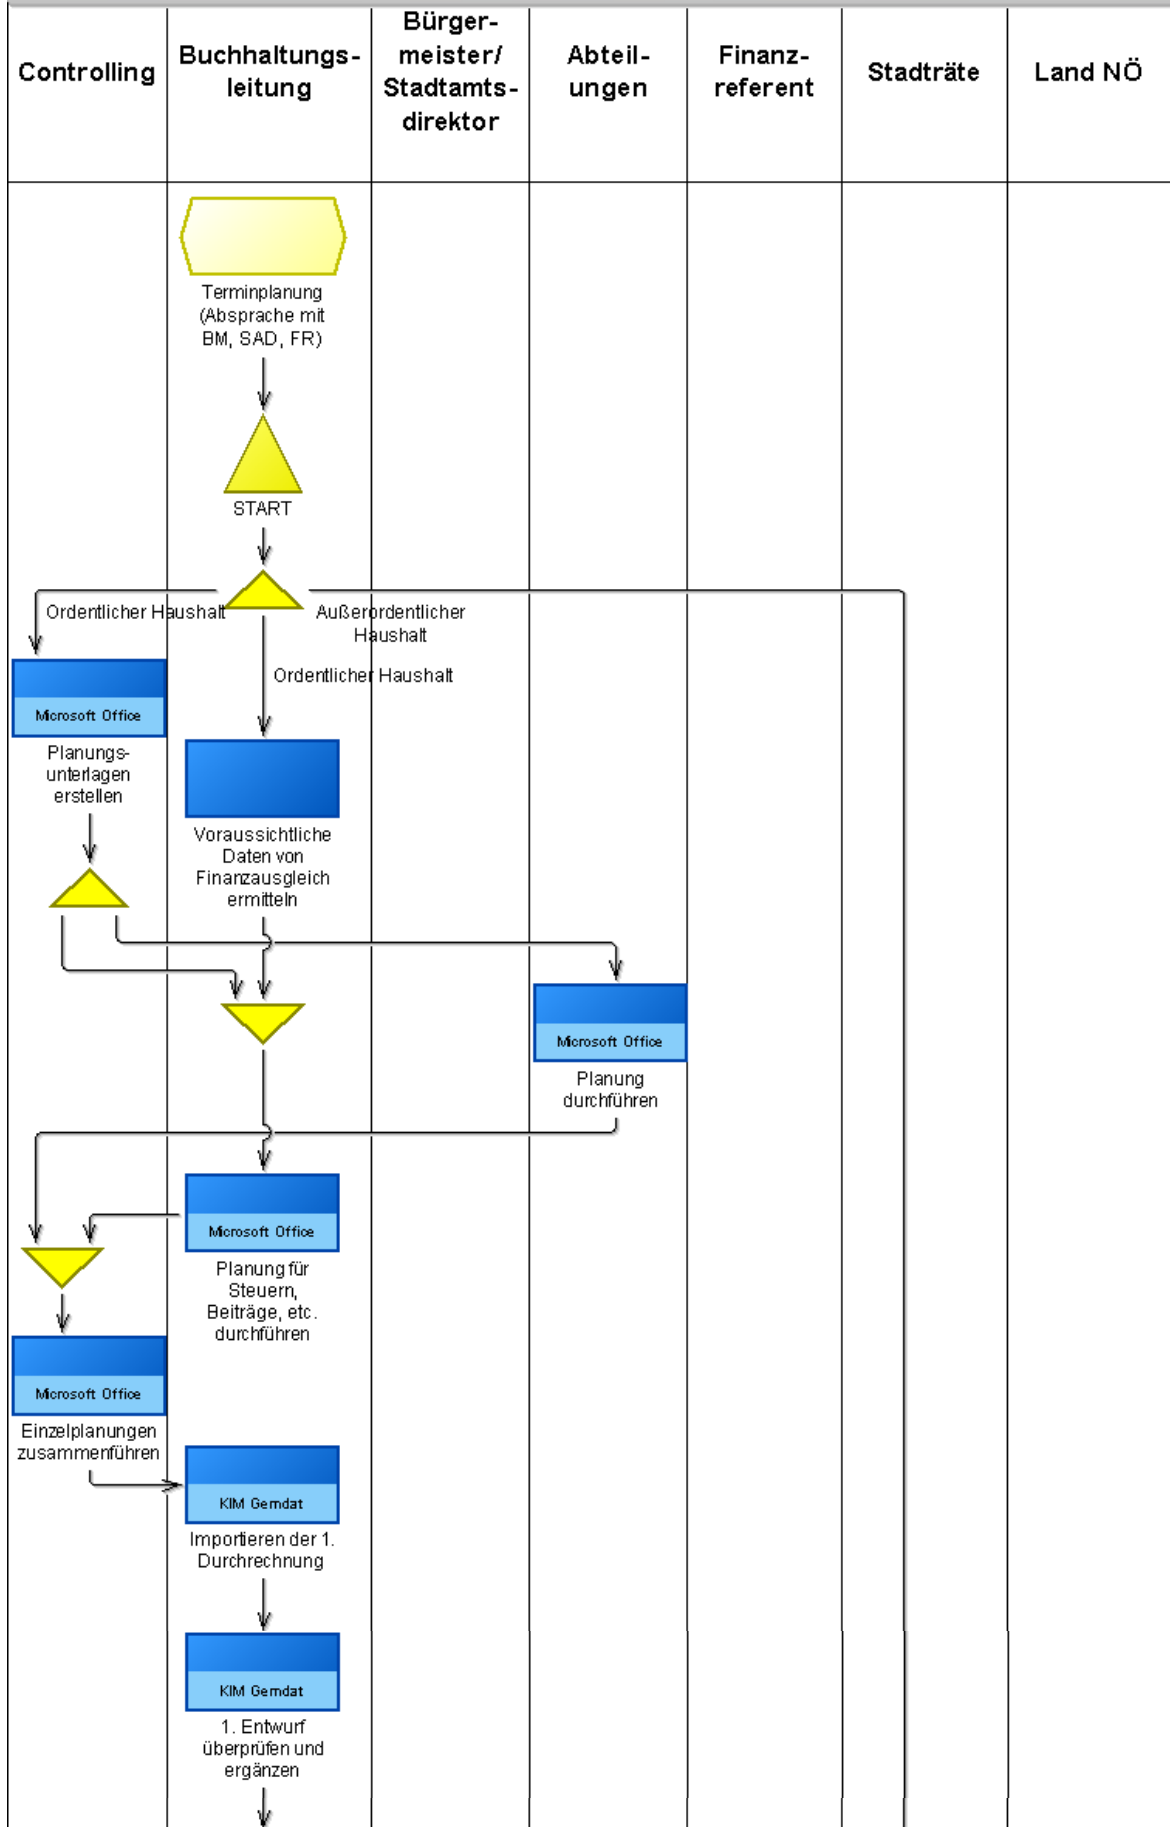 Controlling
Buchhaltungs-
leitung
Bürger-
meister/
Stadtamts-
direktor
Abteil-
ungen
Finanz-
referent
Stadträte
Land NÖ
Terminplanung
(Absprache mit
BM, SAD, FR)
START
Ordentlicher Haushalt
Außerordentlicher
Haushalt
Ordentlicher Haushalt
Microsoft Office
Planungs-
unterlagen
erstellen
Voraussichtliche
Daten von
Finanzausgleich
ermitteln
Microsoft Office
Planung
durchführen
Microsoft Office
Planung für
Steuern,
Beiträge, etc.
durchführen
Microsoft Office
Einzelplanungen
zusammenführen
KIM Gemdat
Importieren der 1.
Durchrechnung
KIM Gemdat
1. Entwurf
überprüfen und
ergänzen